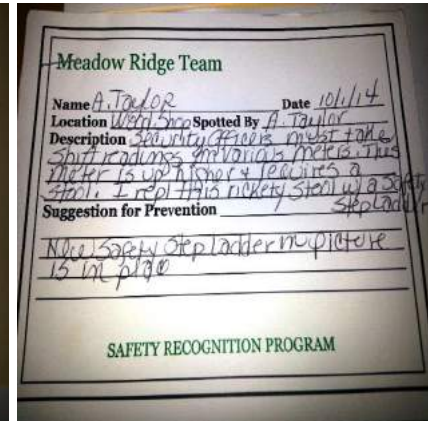 Meadow Ridge Team
Name A. Taylor Date 10/1/14
Location Weld Shop Spotted By A. Taylor
Description Security Officers must take
Shift readings on various meters. This
meter is up higher & requires a
stool. I repl this rickety stool w/a Safety
Suggestion for Prevention Step Ladder
New Safety Step Ladder in picture
is in place
SAFETY RECOGNITION PROGRAM